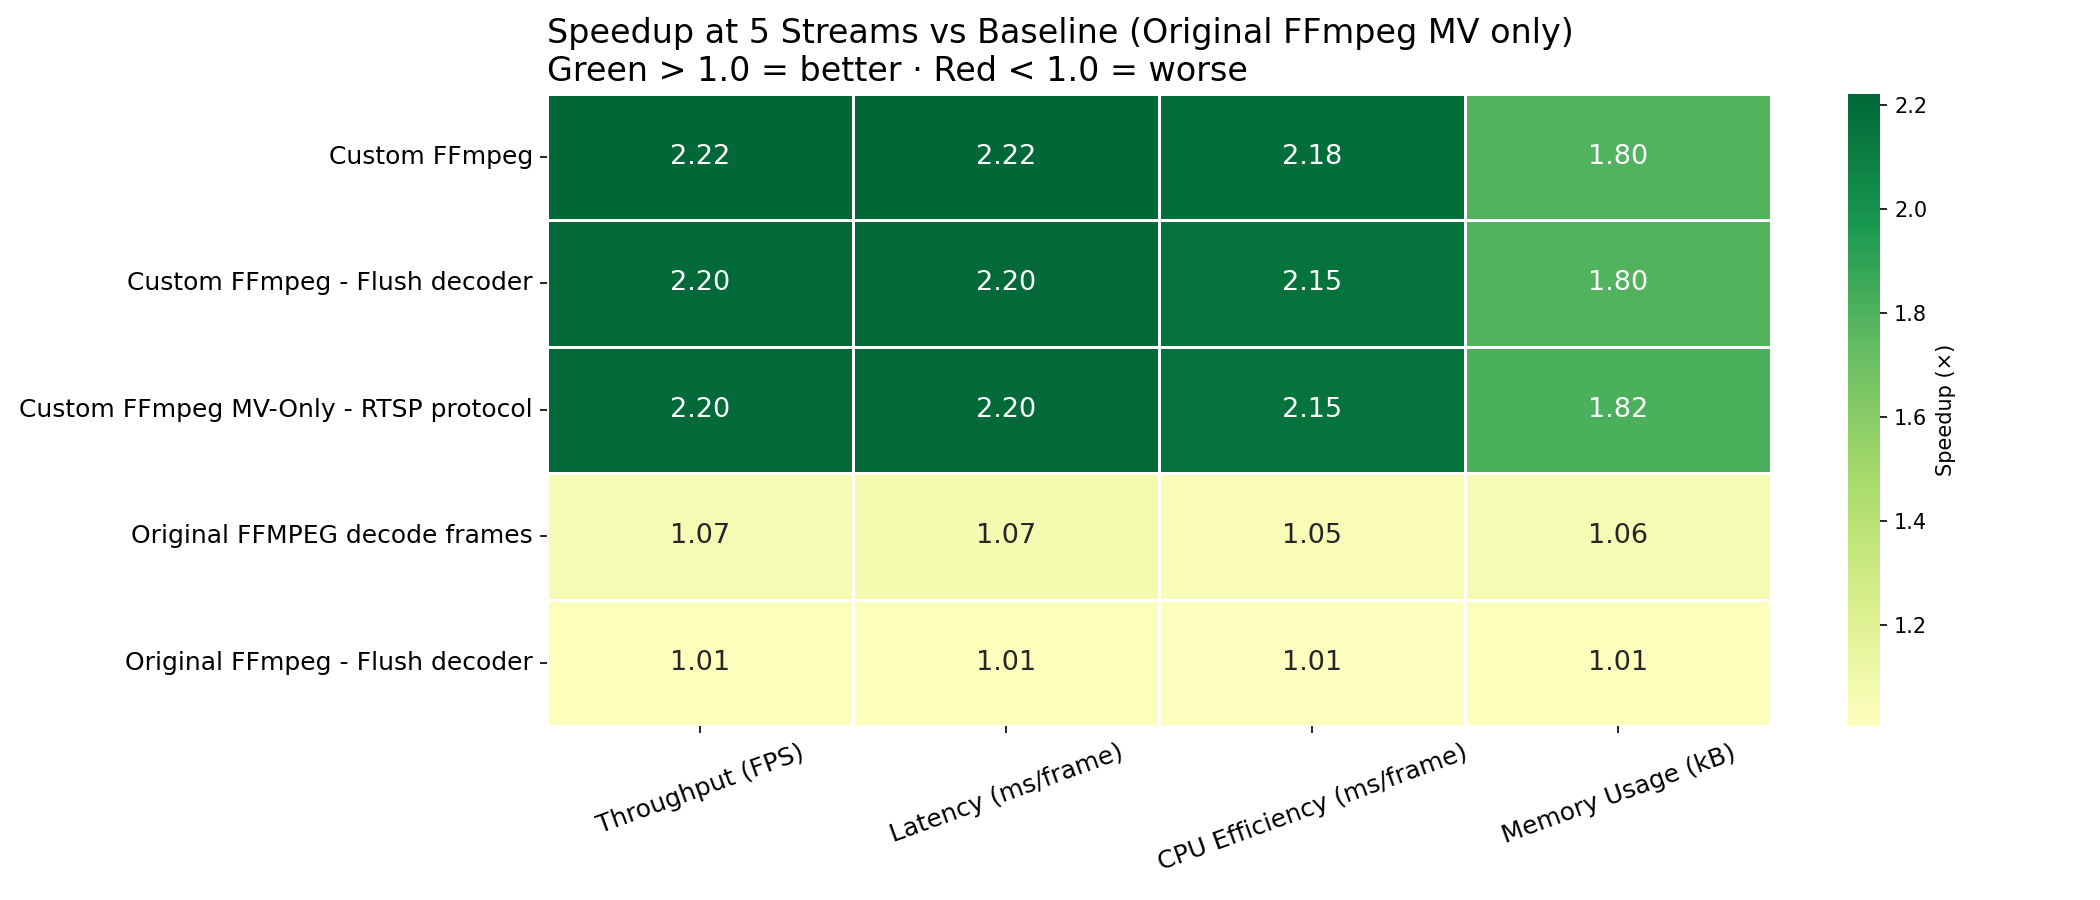 Speedup at 5 Streams vs Baseline (Original FFmpeg MV only)
Green > 1.0 = better · Red < 1.0 = worse
Custom FFmpeg 2.22 2.22 2.18 1.80
Custom FFmpeg - Flush decoder 2.20 2.20 2.15 1.80
Custom FFmpeg MV-Only - RTSP protocol 2.20 2.20 2.15 1.82
Original FFMPEG decode frames 1.07 1.07 1.05 1.06
Original FFmpeg - Flush decoder 1.01 1.01 1.01 1.01
Throughput (FPS)
Latency (ms/frame)
CPU Efficiency (ms/frame)
Memory Usage (kB)
2.2
2.0
1.8
1.6
1.4
1.2
Speedup (×)